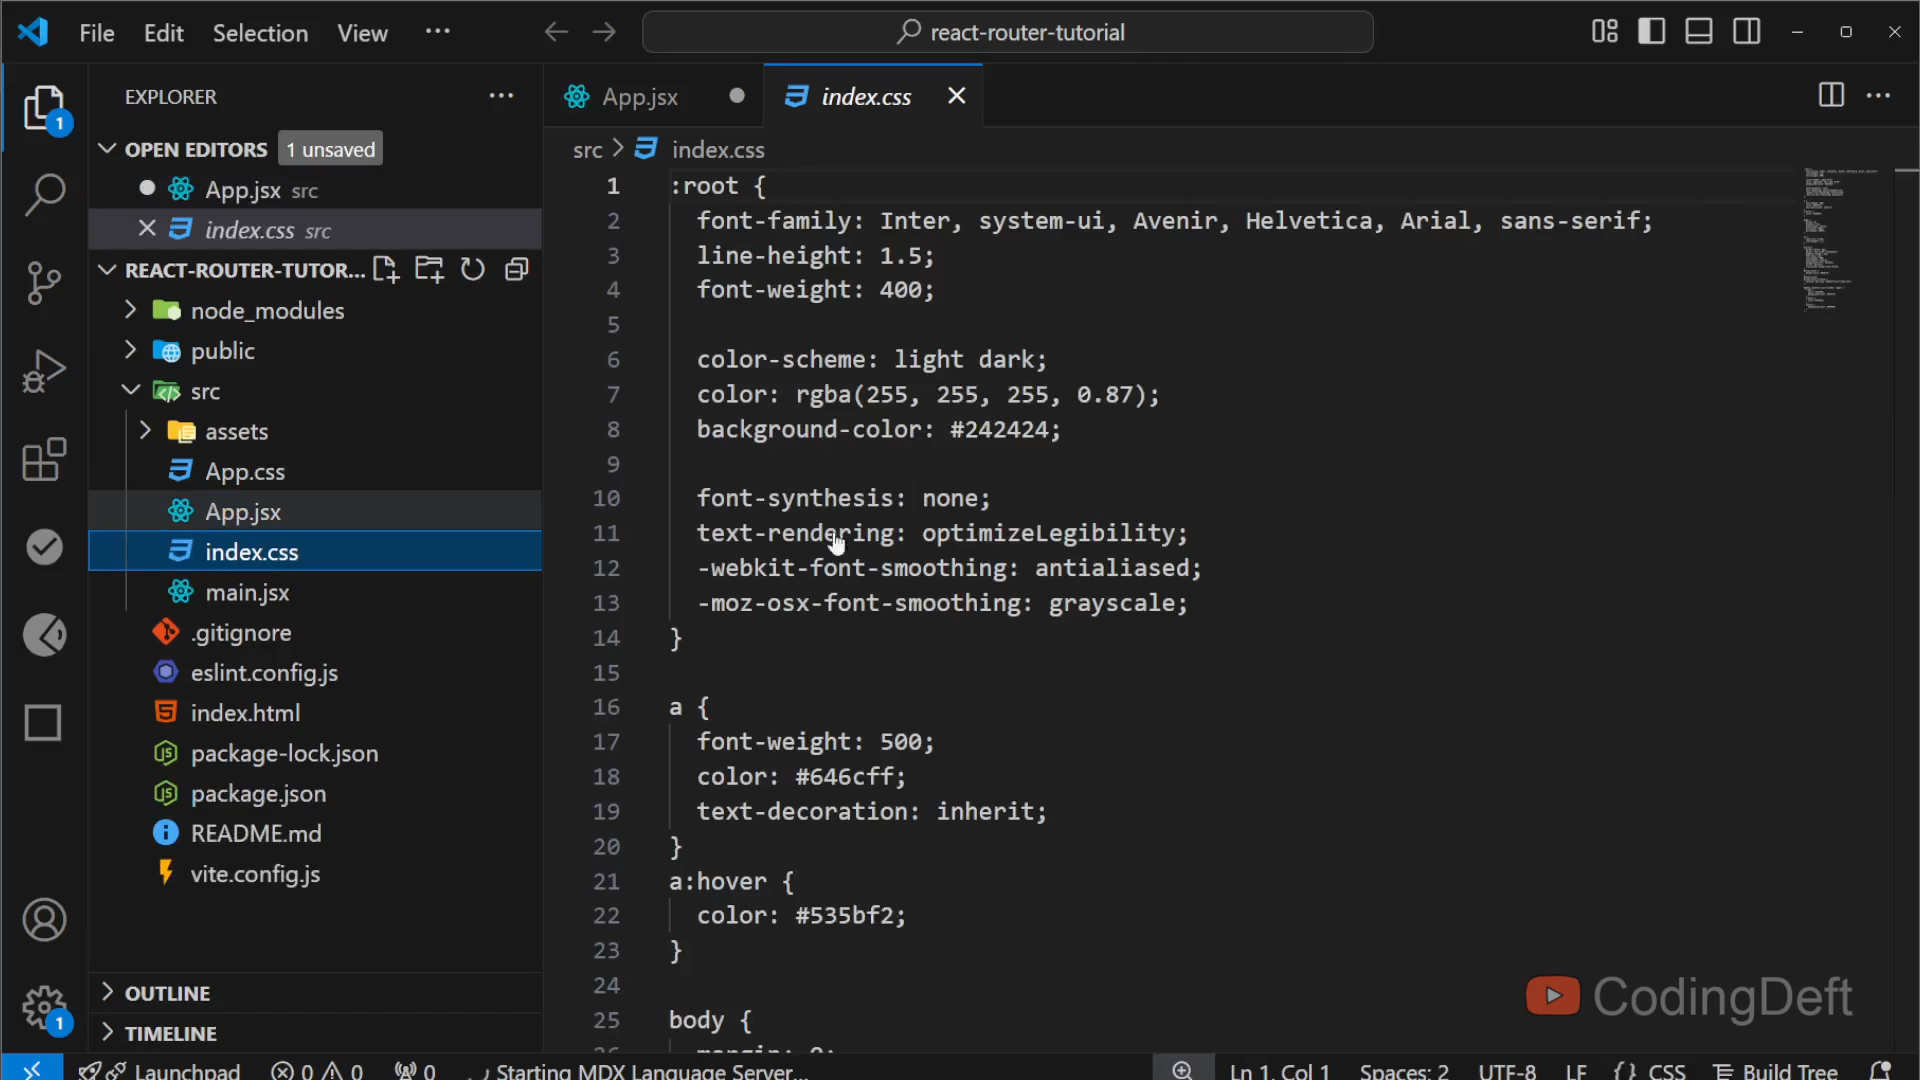 File Edit Selection View ··· react-router-tutorial
EXPLORER ···
OPEN EDITORS 1 unsaved
App.jsx src
index.css src
REACT-ROUTER-TUTOR...
node_modules
public
src
assets
App.css
App.jsx
index.css
main.jsx
.gitignore
eslint.config.js
index.html
package-lock.json
package.json
README.md
vite.config.js
OUTLINE
TIMELINE
1
1
App.jsx index.css
src > index.css
1 :root {
2 font-family: Inter, system-ui, Avenir, Helvetica, Arial, sans-serif;
3 line-height: 1.5;
4 font-weight: 400;
5
6 color-scheme: light dark;
7 color: rgba(255, 255, 255, 0.87);
8 background-color: #242424;
9
10 font-synthesis: none;
11 text-rendering: optimizeLegibility;
12 -webkit-font-smoothing: antialiased;
13 -moz-osx-font-smoothing: grayscale;
14 }
15
16 a {
17 font-weight: 500;
18 color: #646cff;
19 text-decoration: inherit;
20 }
21 a:hover {
22 color: #535bf2;
23 }
24
25 body {
26 margin: 0;
CodingDeft
Launchpad 0 0 0 Starting MDX Language Server... Ln 1, Col 1 Spaces: 2 UTF-8 LF {} CSS Build Tree